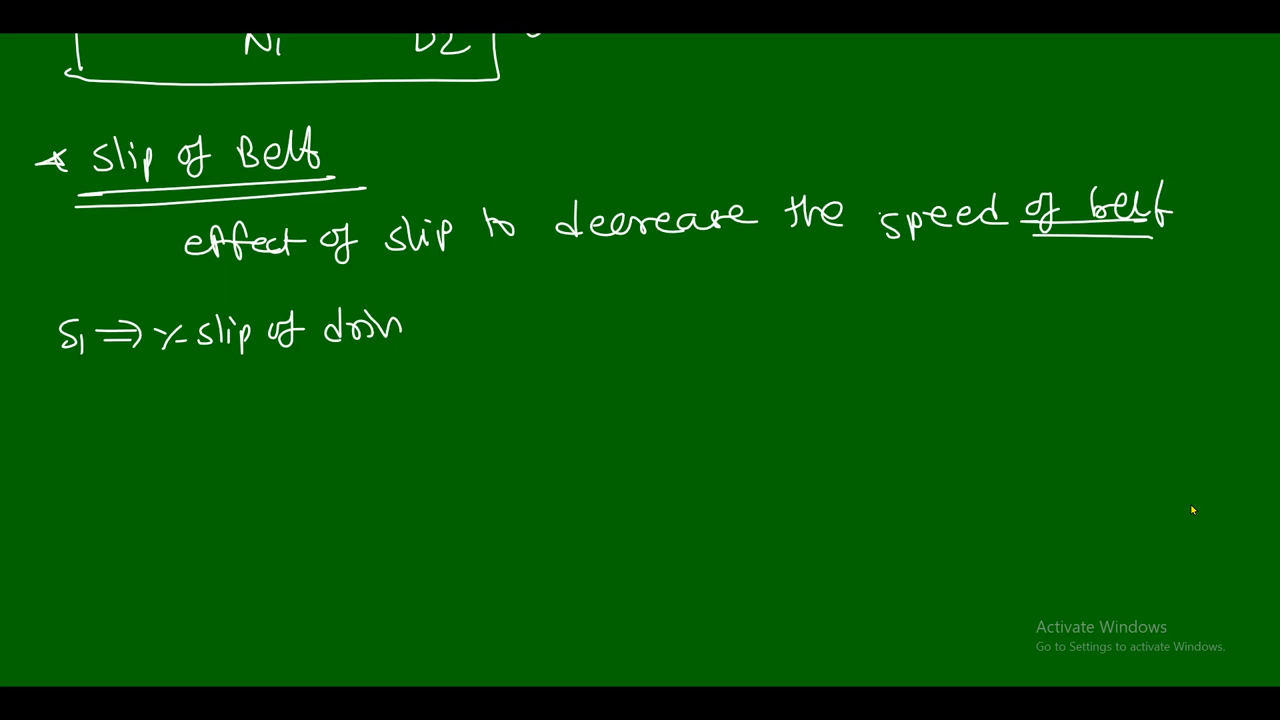 N1 D2
* Slip of Belt
effect of slip to decrease the speed of belt
S1 ⇒ % slip of driv
Activate Windows
Go to Settings to activate Windows.